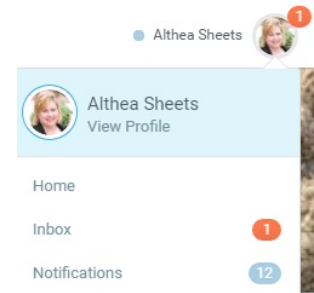 Althea Sheets
1
Althea Sheets
View Profile
Home
Inbox 1
Notifications 12